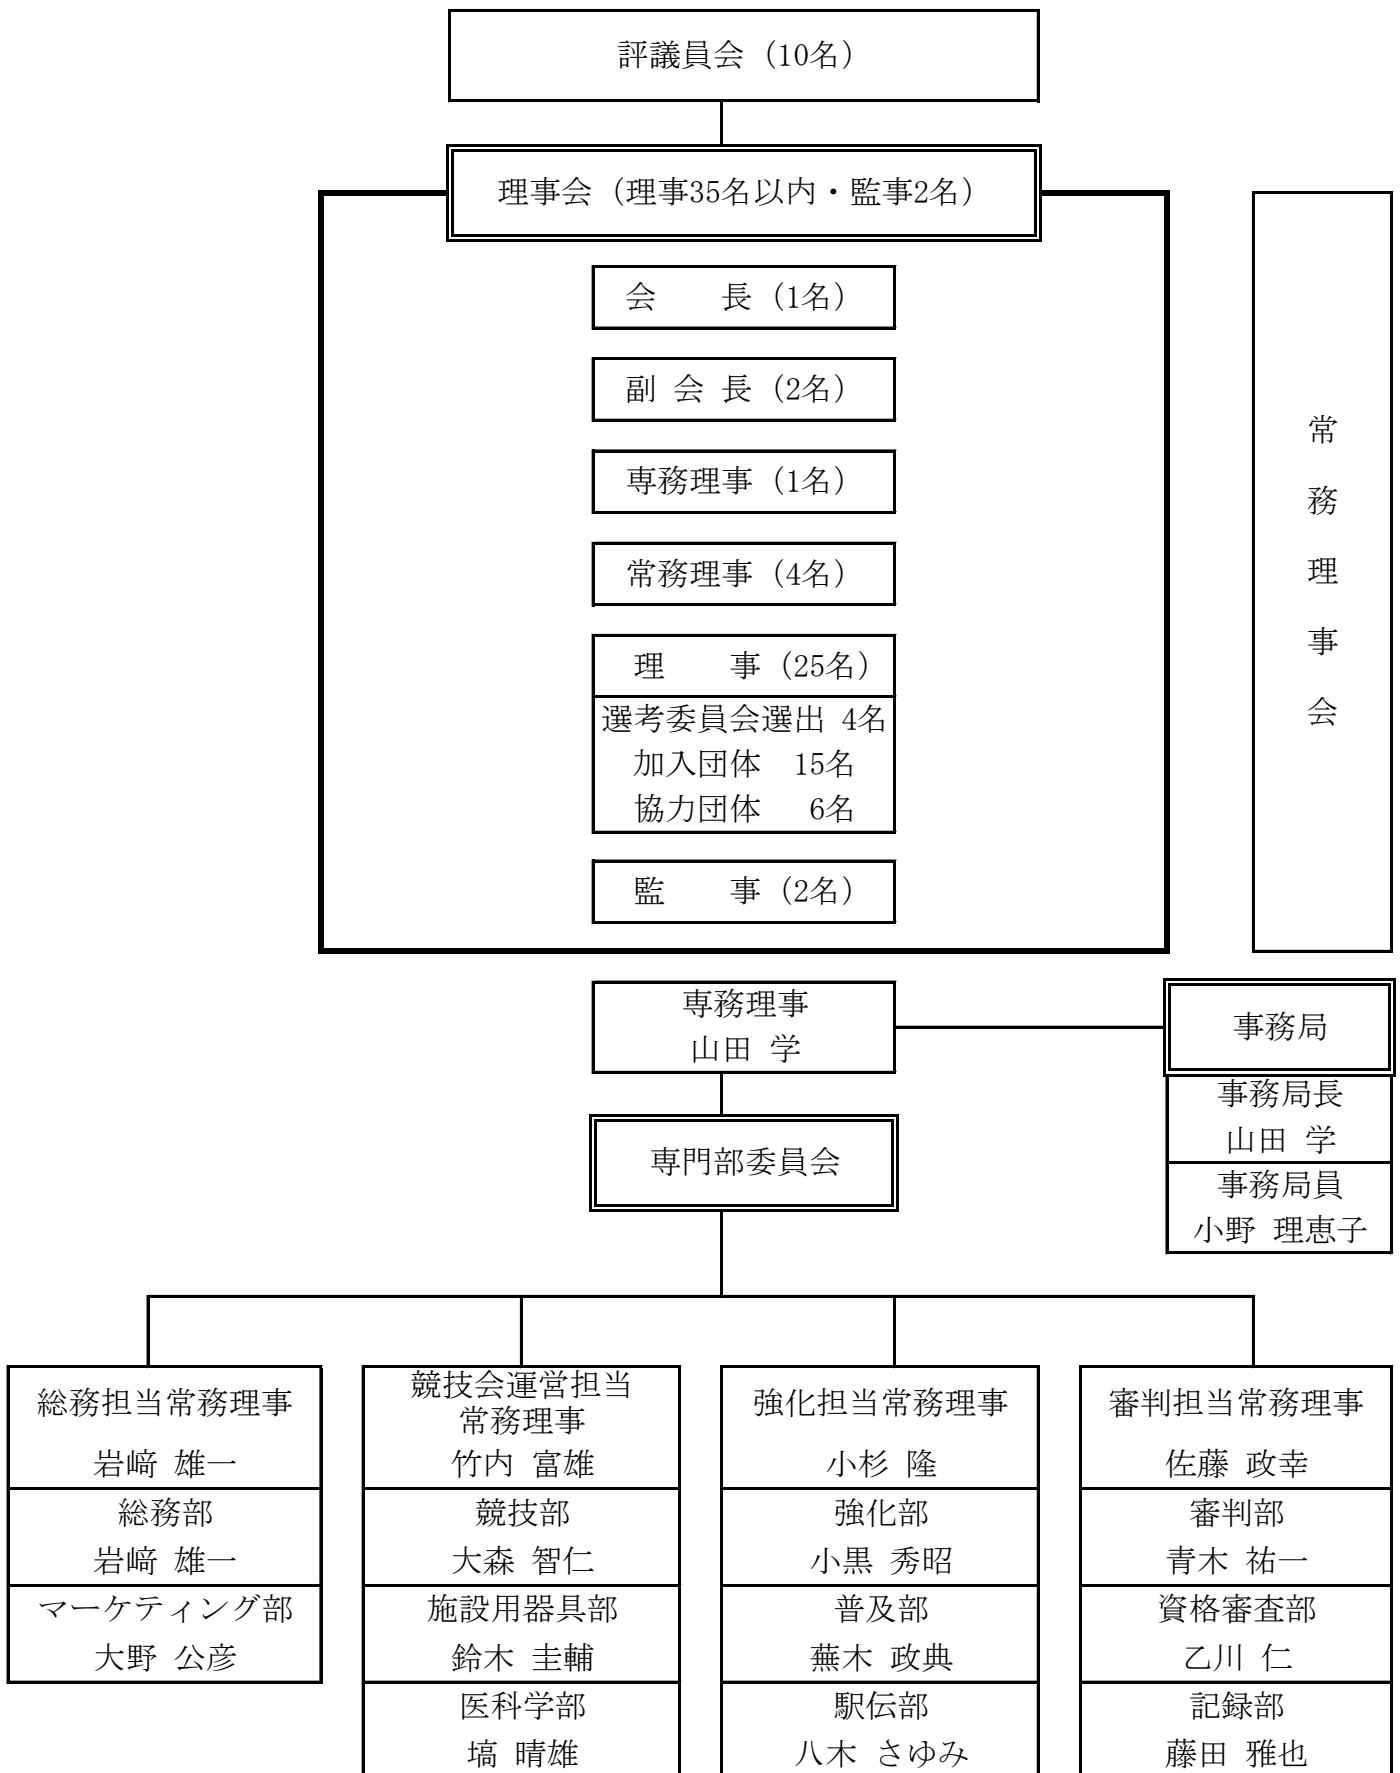 評議員会（10名）
理事会（理事35名以内・監事2名）
会　　長（1名）
副 会 長（2名）
専務理事（1名）
常務理事（4名）
理　　事（25名）
選考委員会選出 4名
加入団体　15名
協力団体　 6名
監　　事（2名）
常務理事会
専務理事
山田 学
事務局
事務局長
山田 学
事務局員
小野 理恵子
専門部委員会
総務担当常務理事
岩﨑 雄一
総務部
岩﨑 雄一
マーケティング部
大野 公彦
競技会運営担当
常務理事
竹内 富雄
競技部
大森 智仁
施設用器具部
鈴木 圭輔
医科学部
塙 晴雄
強化担当常務理事
小杉 隆
強化部
小黒 秀昭
普及部
蕪木 政典
駅伝部
八木 さゆみ
審判担当常務理事
佐藤 政幸
審判部
青木 祐一
資格審査部
乙川 仁
記録部
藤田 雅也